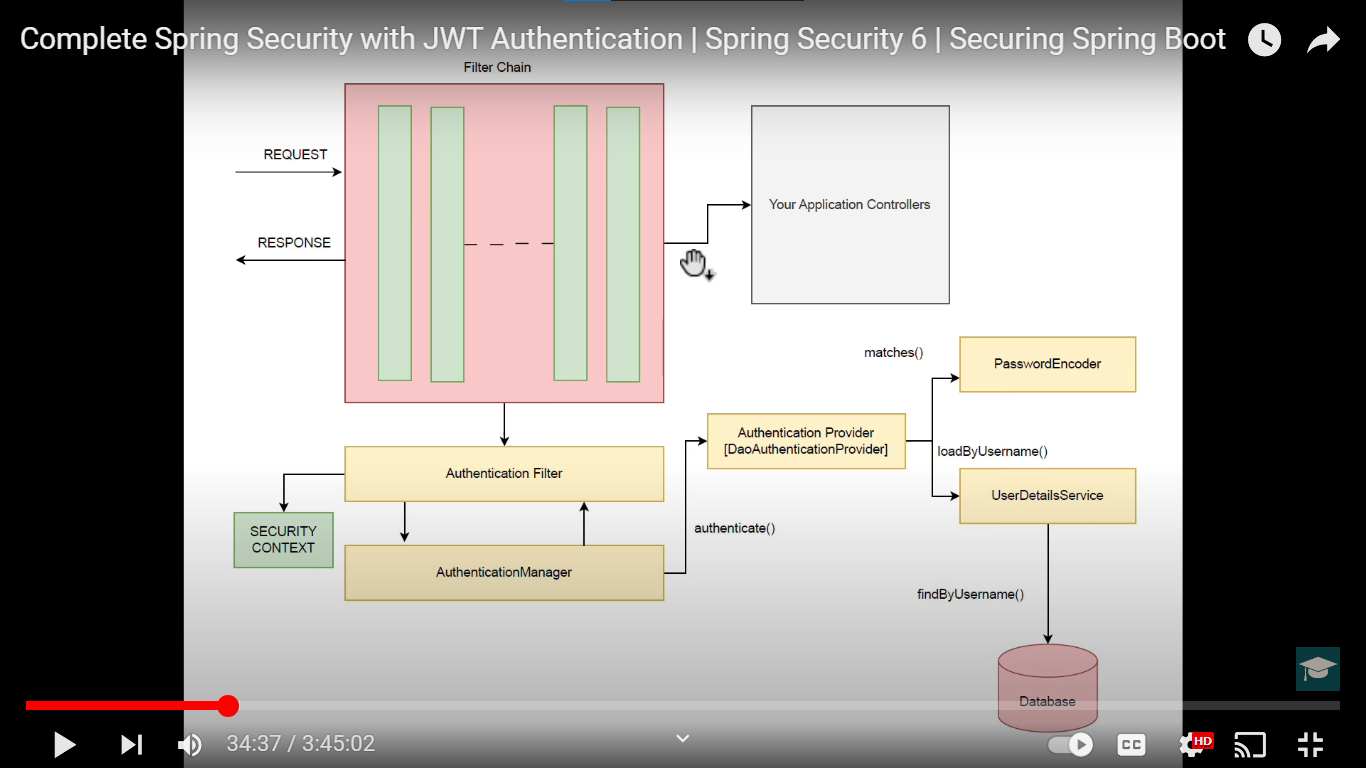 Complete Spring Security with JWT Authentication | Spring Security 6 | Securing Spring Boot
Filter Chain
REQUEST
RESPONSE
Your Application Controllers
matches()
PasswordEncoder
Authentication Provider
[DaoAuthenticationProvider]
loadByUsername()
UserDetailsService
Authentication Filter
SECURITY
CONTEXT
authenticate()
AuthenticationManager
findByUsername()
Database
34:37 / 3:45:02
CC
HD